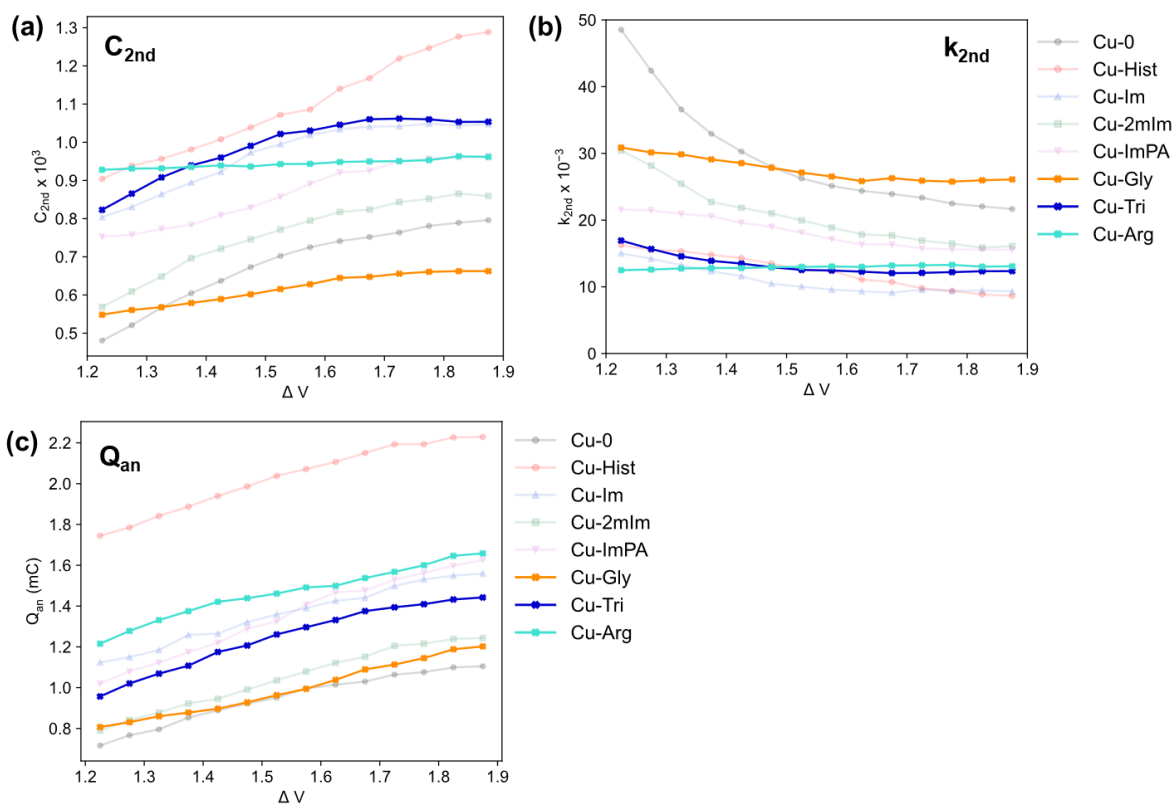 (a)
C2nd
C2nd x 10³
1.3
1.2
1.1
1.0
0.9
0.8
0.7
0.6
0.5
1.2 1.3 1.4 1.5 1.6 1.7 1.8 1.9
Δ V
(b)
k2nd
k2nd x 10⁻³
50
40
30
20
10
0
1.2 1.3 1.4 1.5 1.6 1.7 1.8 1.9
Δ V
Cu-0
Cu-Hist
Cu-Im
Cu-2mIm
Cu-ImPA
Cu-Gly
Cu-Tri
Cu-Arg
(c)
Qan
Qan (mC)
2.2
2.0
1.8
1.6
1.4
1.2
1.0
0.8
1.2 1.3 1.4 1.5 1.6 1.7 1.8 1.9
Δ V
Cu-0
Cu-Hist
Cu-Im
Cu-2mIm
Cu-ImPA
Cu-Gly
Cu-Tri
Cu-Arg